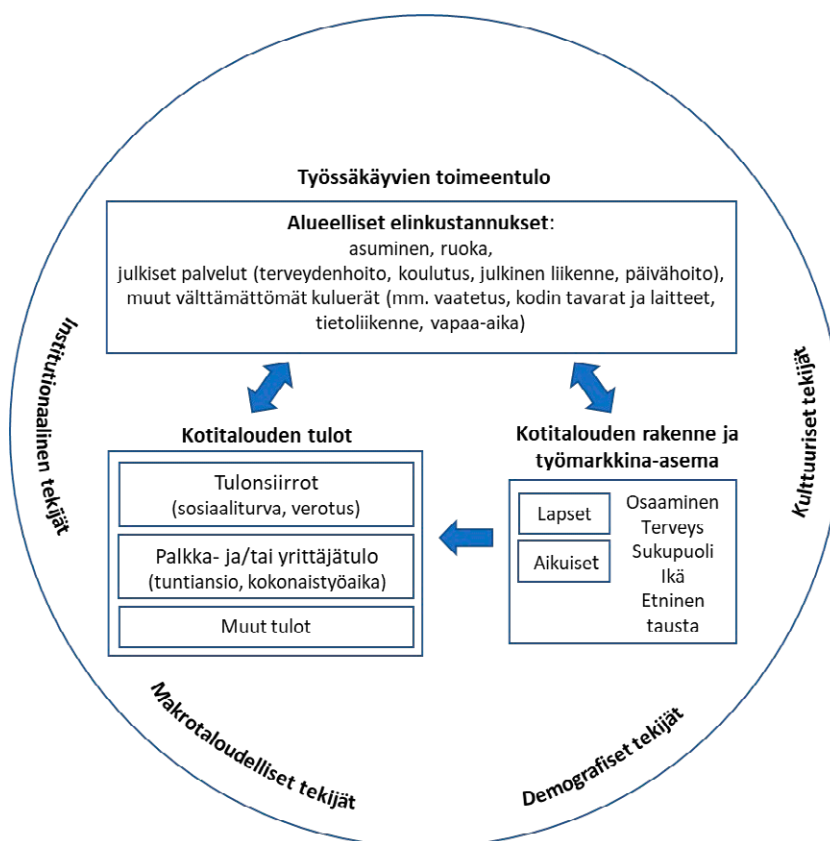 Työssäkäyvien toimeentulo
Alueelliset elinkustannukset:
asuminen, ruoka,
julkiset palvelut (terveydenhoito, koulutus, julkinen liikenne, päivähoito),
muut välttämättömät kuluerät (mm. vaatetus, kodin tavarat ja laitteet,
tietoliikenne, vapaa-aika)
Institutionaalinen tekijät
Kulttuuriset tekijät
Kotitalouden tulot
Tulonsiirrot
(sosiaaliturva, verotus)
Palkka- ja/tai yrittäjätulo
(tuntiansio, kokonaistyöaika)
Muut tulot
Kotitalouden rakenne ja
työmarkkina-asema
Lapset
Aikuiset
Osaaminen
Terveys
Sukupuoli
Ikä
Etninen
tausta
Makrotaloudelliset tekijät
Demografiset tekijät